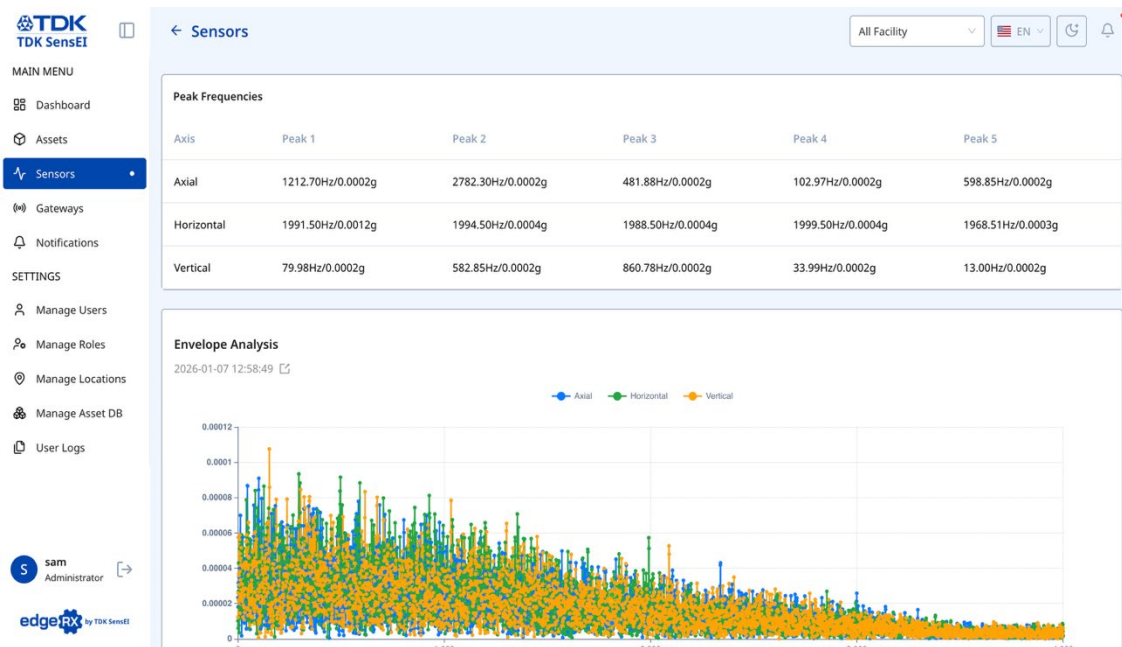 TDK
TDK SensEI
Sensors
All Facility
EN
MAIN MENU
Dashboard
Assets
Sensors
Gateways
Notifications
SETTINGS
Manage Users
Manage Roles
Manage Locations
Manage Asset DB
User Logs
S
sam
Administrator
edgeRX by TDK SensEI
Peak Frequencies
Axis Peak 1 Peak 2 Peak 3 Peak 4 Peak 5
Axial 1212.70Hz/0.0002g 2782.30Hz/0.0002g 481.88Hz/0.0002g 102.97Hz/0.0002g 598.85Hz/0.0002g
Horizontal 1991.50Hz/0.0012g 1994.50Hz/0.0004g 1988.50Hz/0.0004g 1999.50Hz/0.0004g 1968.51Hz/0.0003g
Vertical 79.98Hz/0.0002g 582.85Hz/0.0002g 860.78Hz/0.0002g 33.99Hz/0.0002g 13.00Hz/0.0002g
Envelope Analysis
2026-01-07 12:58:49
Axial Horizontal Vertical
0.00012
0.0001
0.00008
0.00006
0.00004
0.00002
0